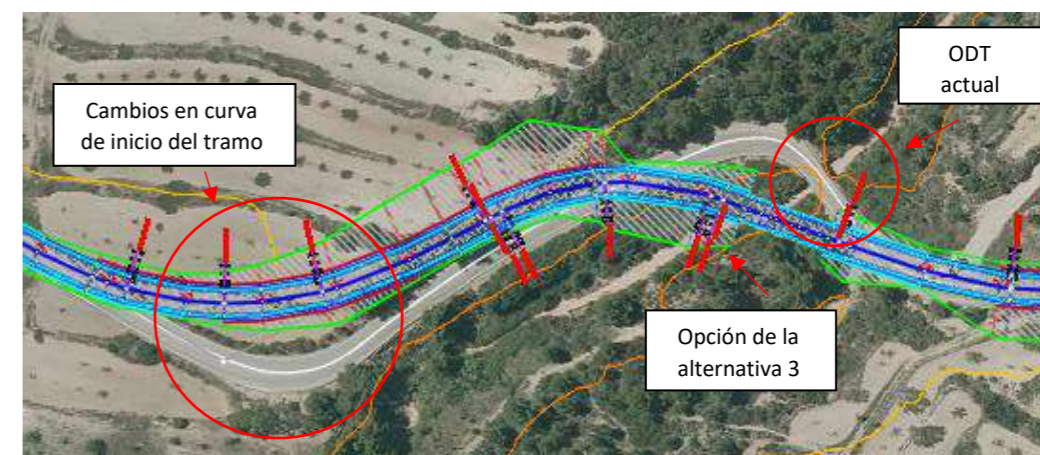 Cambios en curva
de inicio del tramo
ODT
actual
Opción de la
alternativa 3